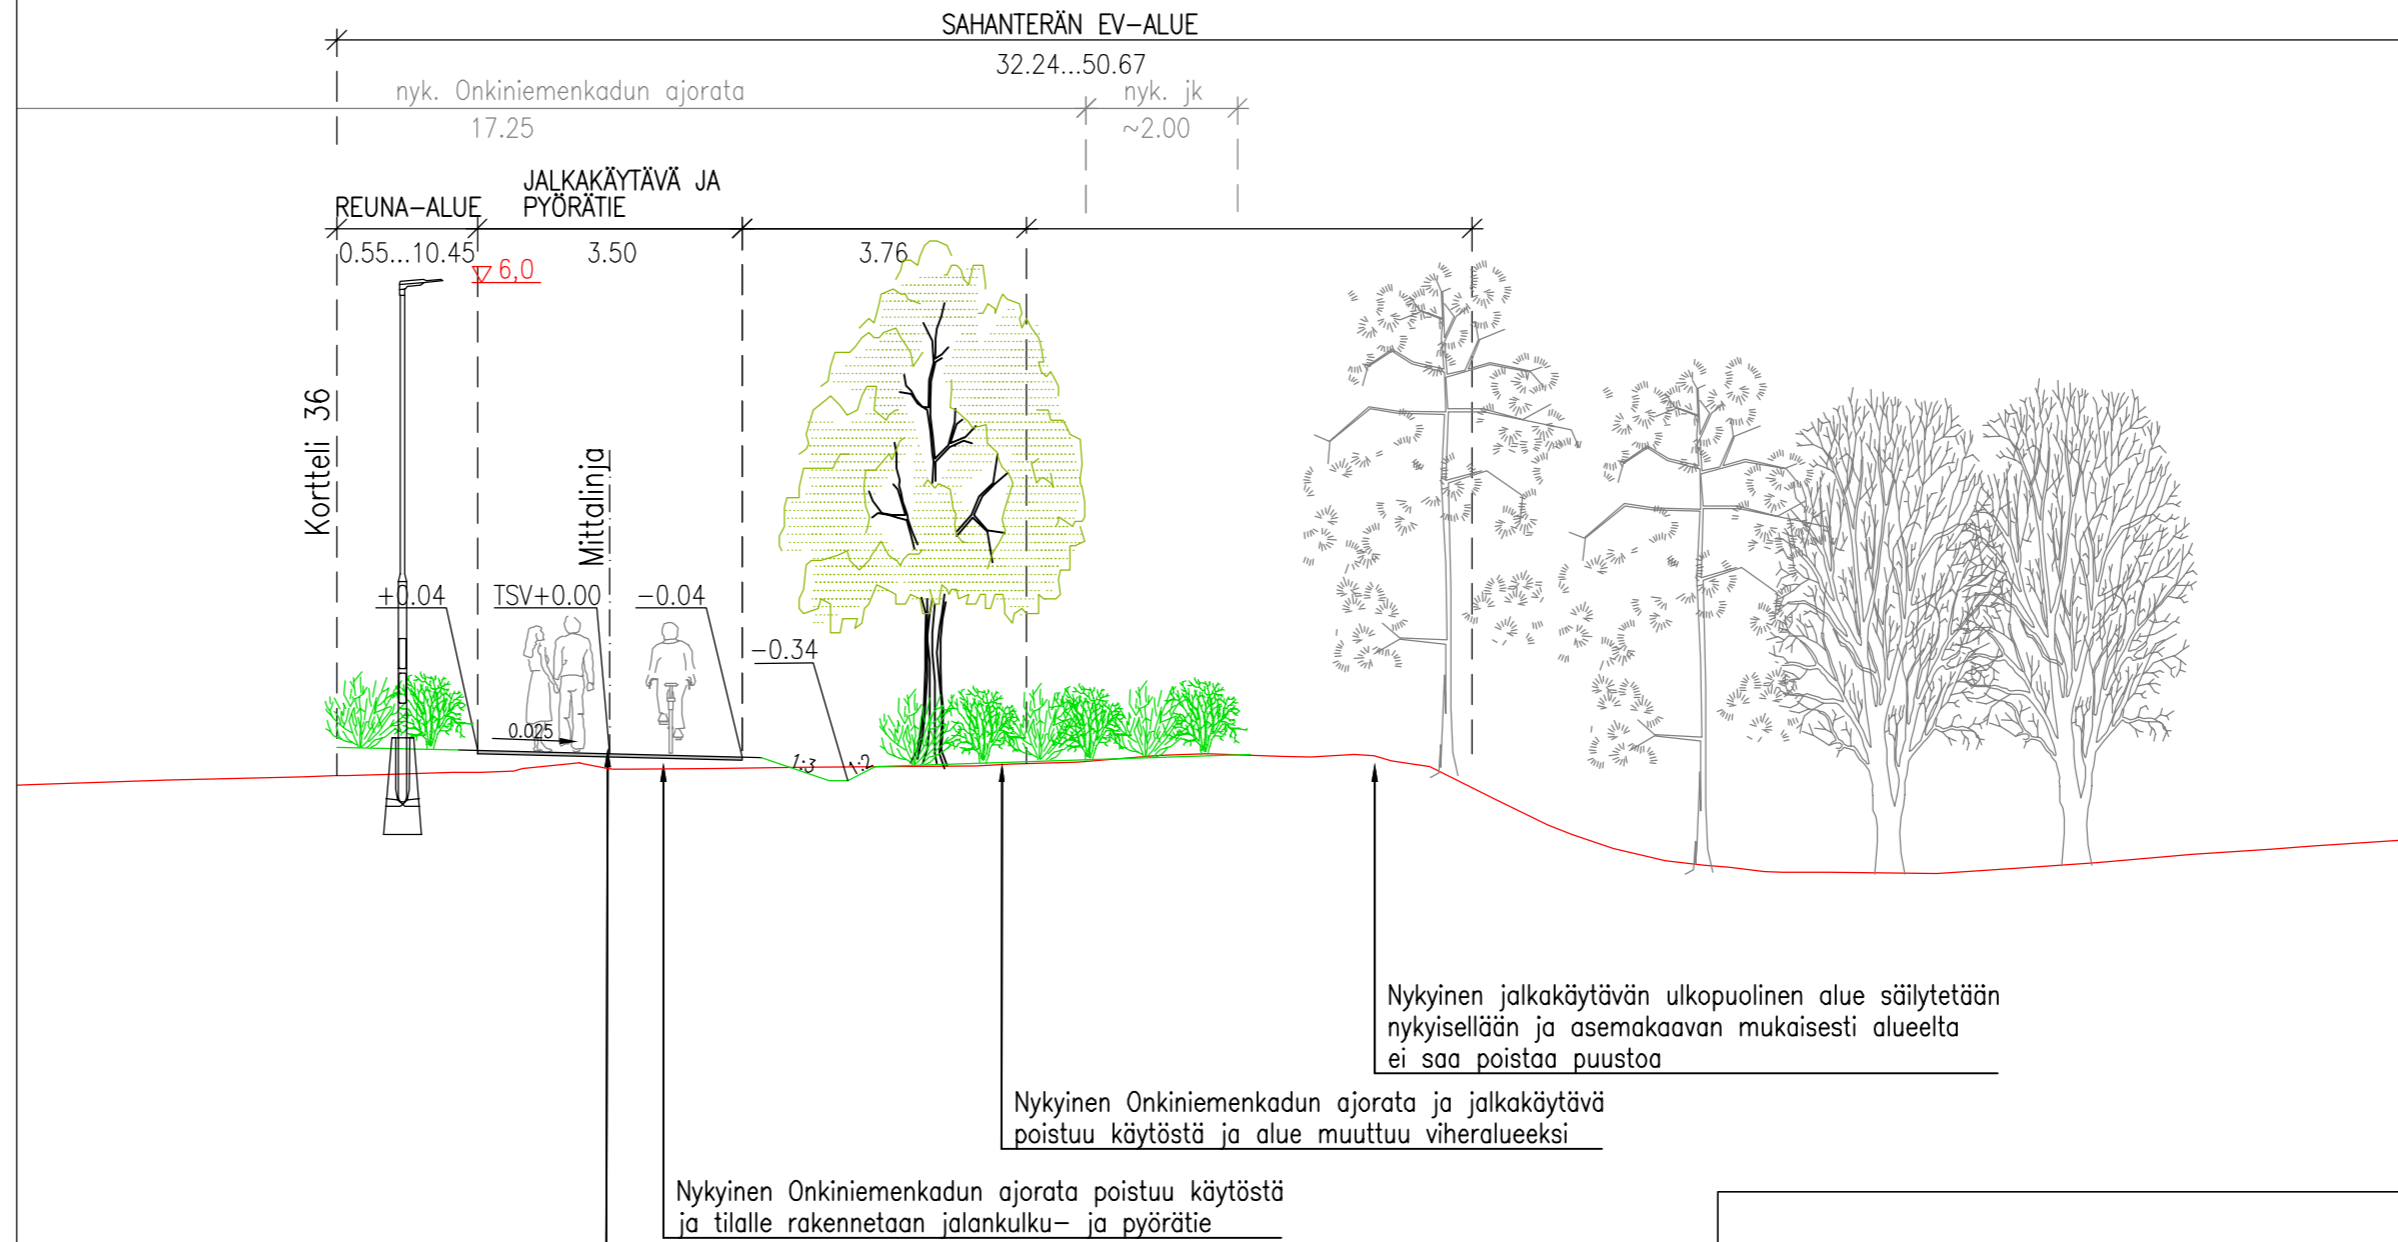 SAHANTERÄN EV-ALUE
32.24...50.67
nyk. Onkiniemenkadun ajorata
nyk. jk
17.25
~2.00
JALKAKÄYTÄVÄ JA
PYÖRÄTIE
REUNA-ALUE
0.55...10.45
3.50
3.76
6,0
Kortteli 36
Mittalinja
+0.04
TSV+0.00
-0.04
-0.34
0.025
1:3
1:2
Nykyinen jalkakäytävän ulkopuolinen alue säilytetään
nykyisellään ja asemakaavan mukaisesti alueelta
ei saa poistaa puustoa
Nykyinen Onkiniemenkadun ajorata ja jalkakäytävä
poistuu käytöstä ja alue muuttuu viheralueeksi
Nykyinen Onkiniemenkadun ajorata poistuu käytöstä
ja tilalle rakennetaan jalankulku- ja pyörätie